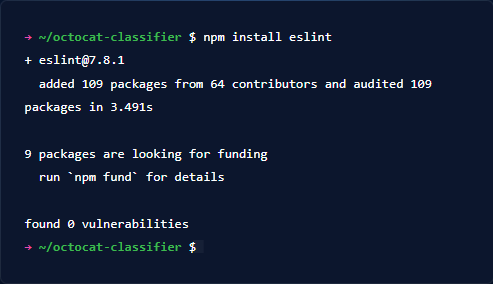 → ~/octocat-classifier $ npm install eslint
+ eslint@7.8.1
added 109 packages from 64 contributors and audited 109
packages in 3.491s
9 packages are looking for funding
run `npm fund` for details
found 0 vulnerabilities
→ ~/octocat-classifier $